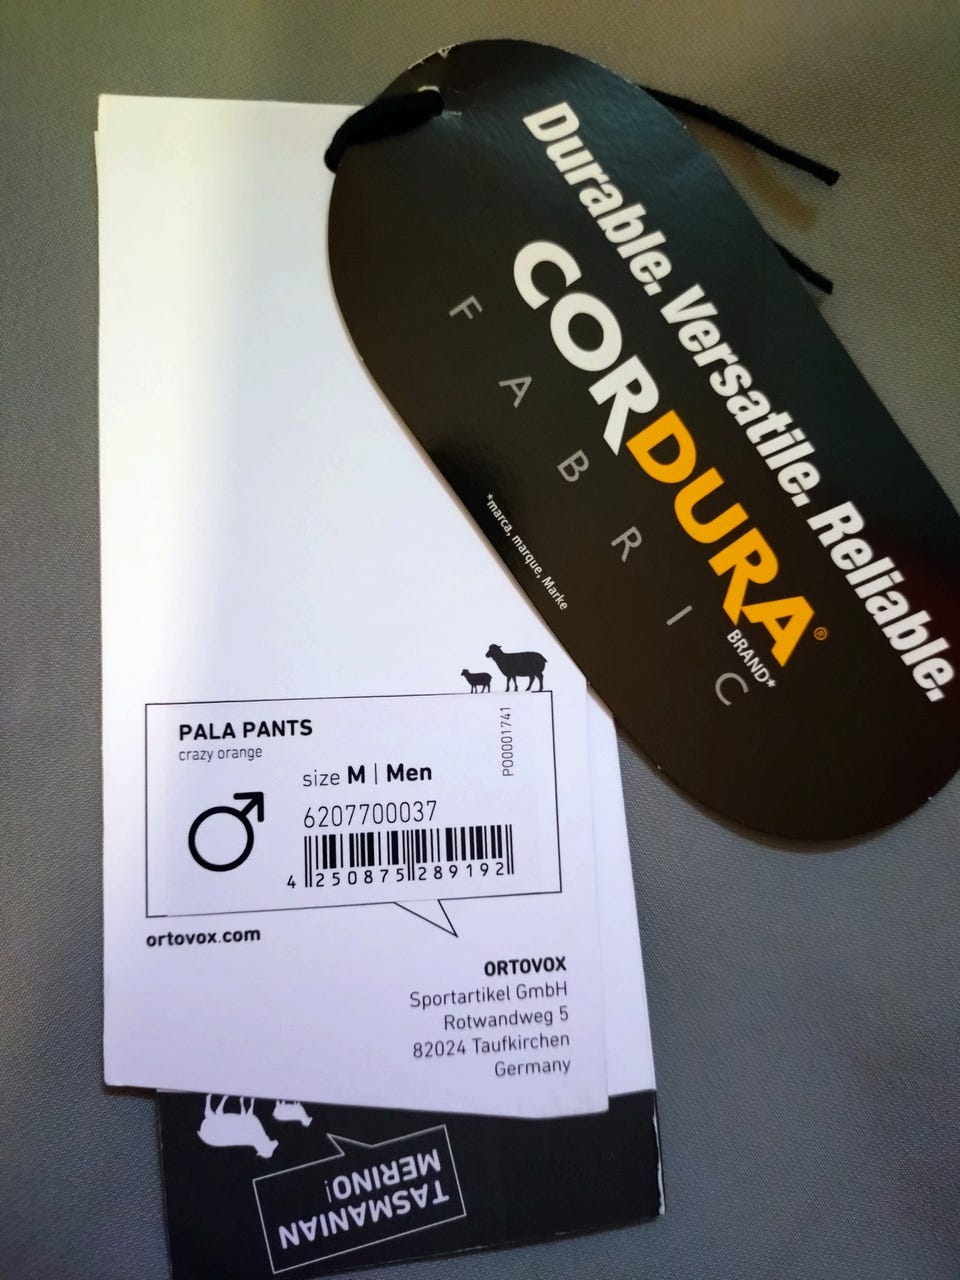 Durable. Versatile. Reliable.
CORDURA®
BRAND*
FABRIC
*marca, marque, Marke
PALA PANTS
crazy orange
P00001741
size M | Men
6207700037
4 250875 289192
ortovox.com
ORTOVOX
Sportartikel GmbH
Rotwandweg 5
82024 Taufkirchen
Germany
TASMANIAN
MERINO!